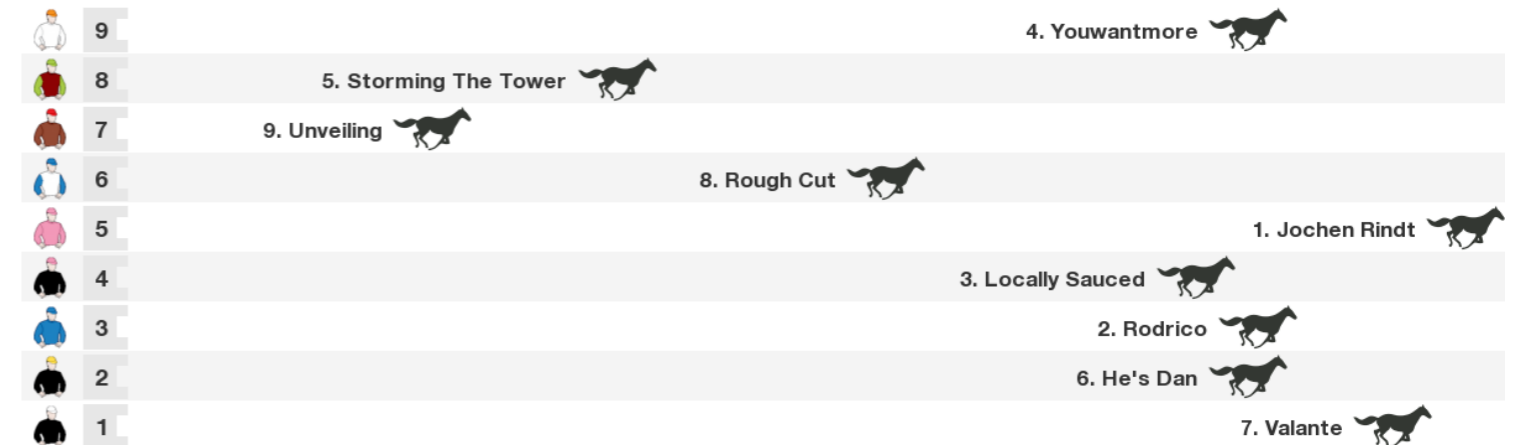 9 4. Youwantmore
8 5. Storming The Tower
7 9. Unveiling
6 8. Rough Cut
5 1. Jochen Rindt
4 3. Locally Sauced
3 2. Rodrico
2 6. He's Dan
1 7. Valante